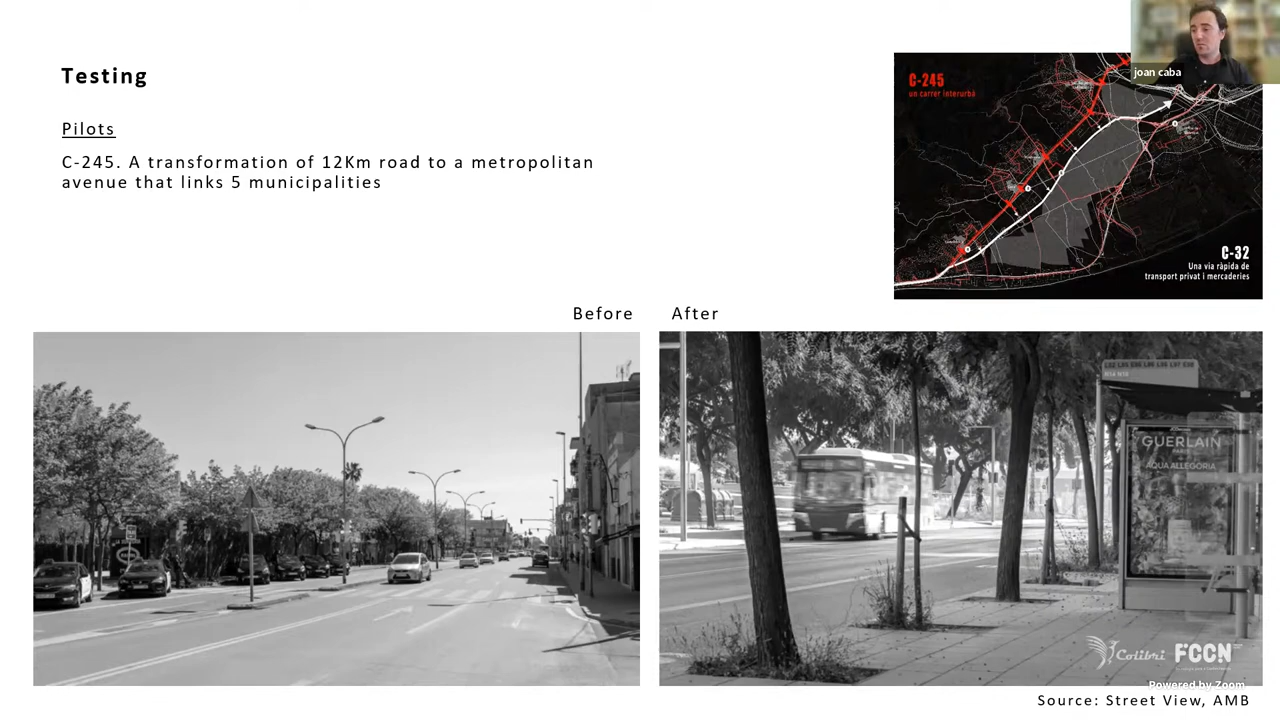 Testing
Pilots
C-245. A transformation of 12Km road to a metropolitan
avenue that links 5 municipalities
joan caba
C-245
un carrer interurbà
C-32
Una via ràpida de
transport privat i mercaderies
Before
After
GUERLAIN
PARIS
AQUA ALLEGORIA
Colibri
FCCN
Powered by Zoom
Source: Street View, AMB